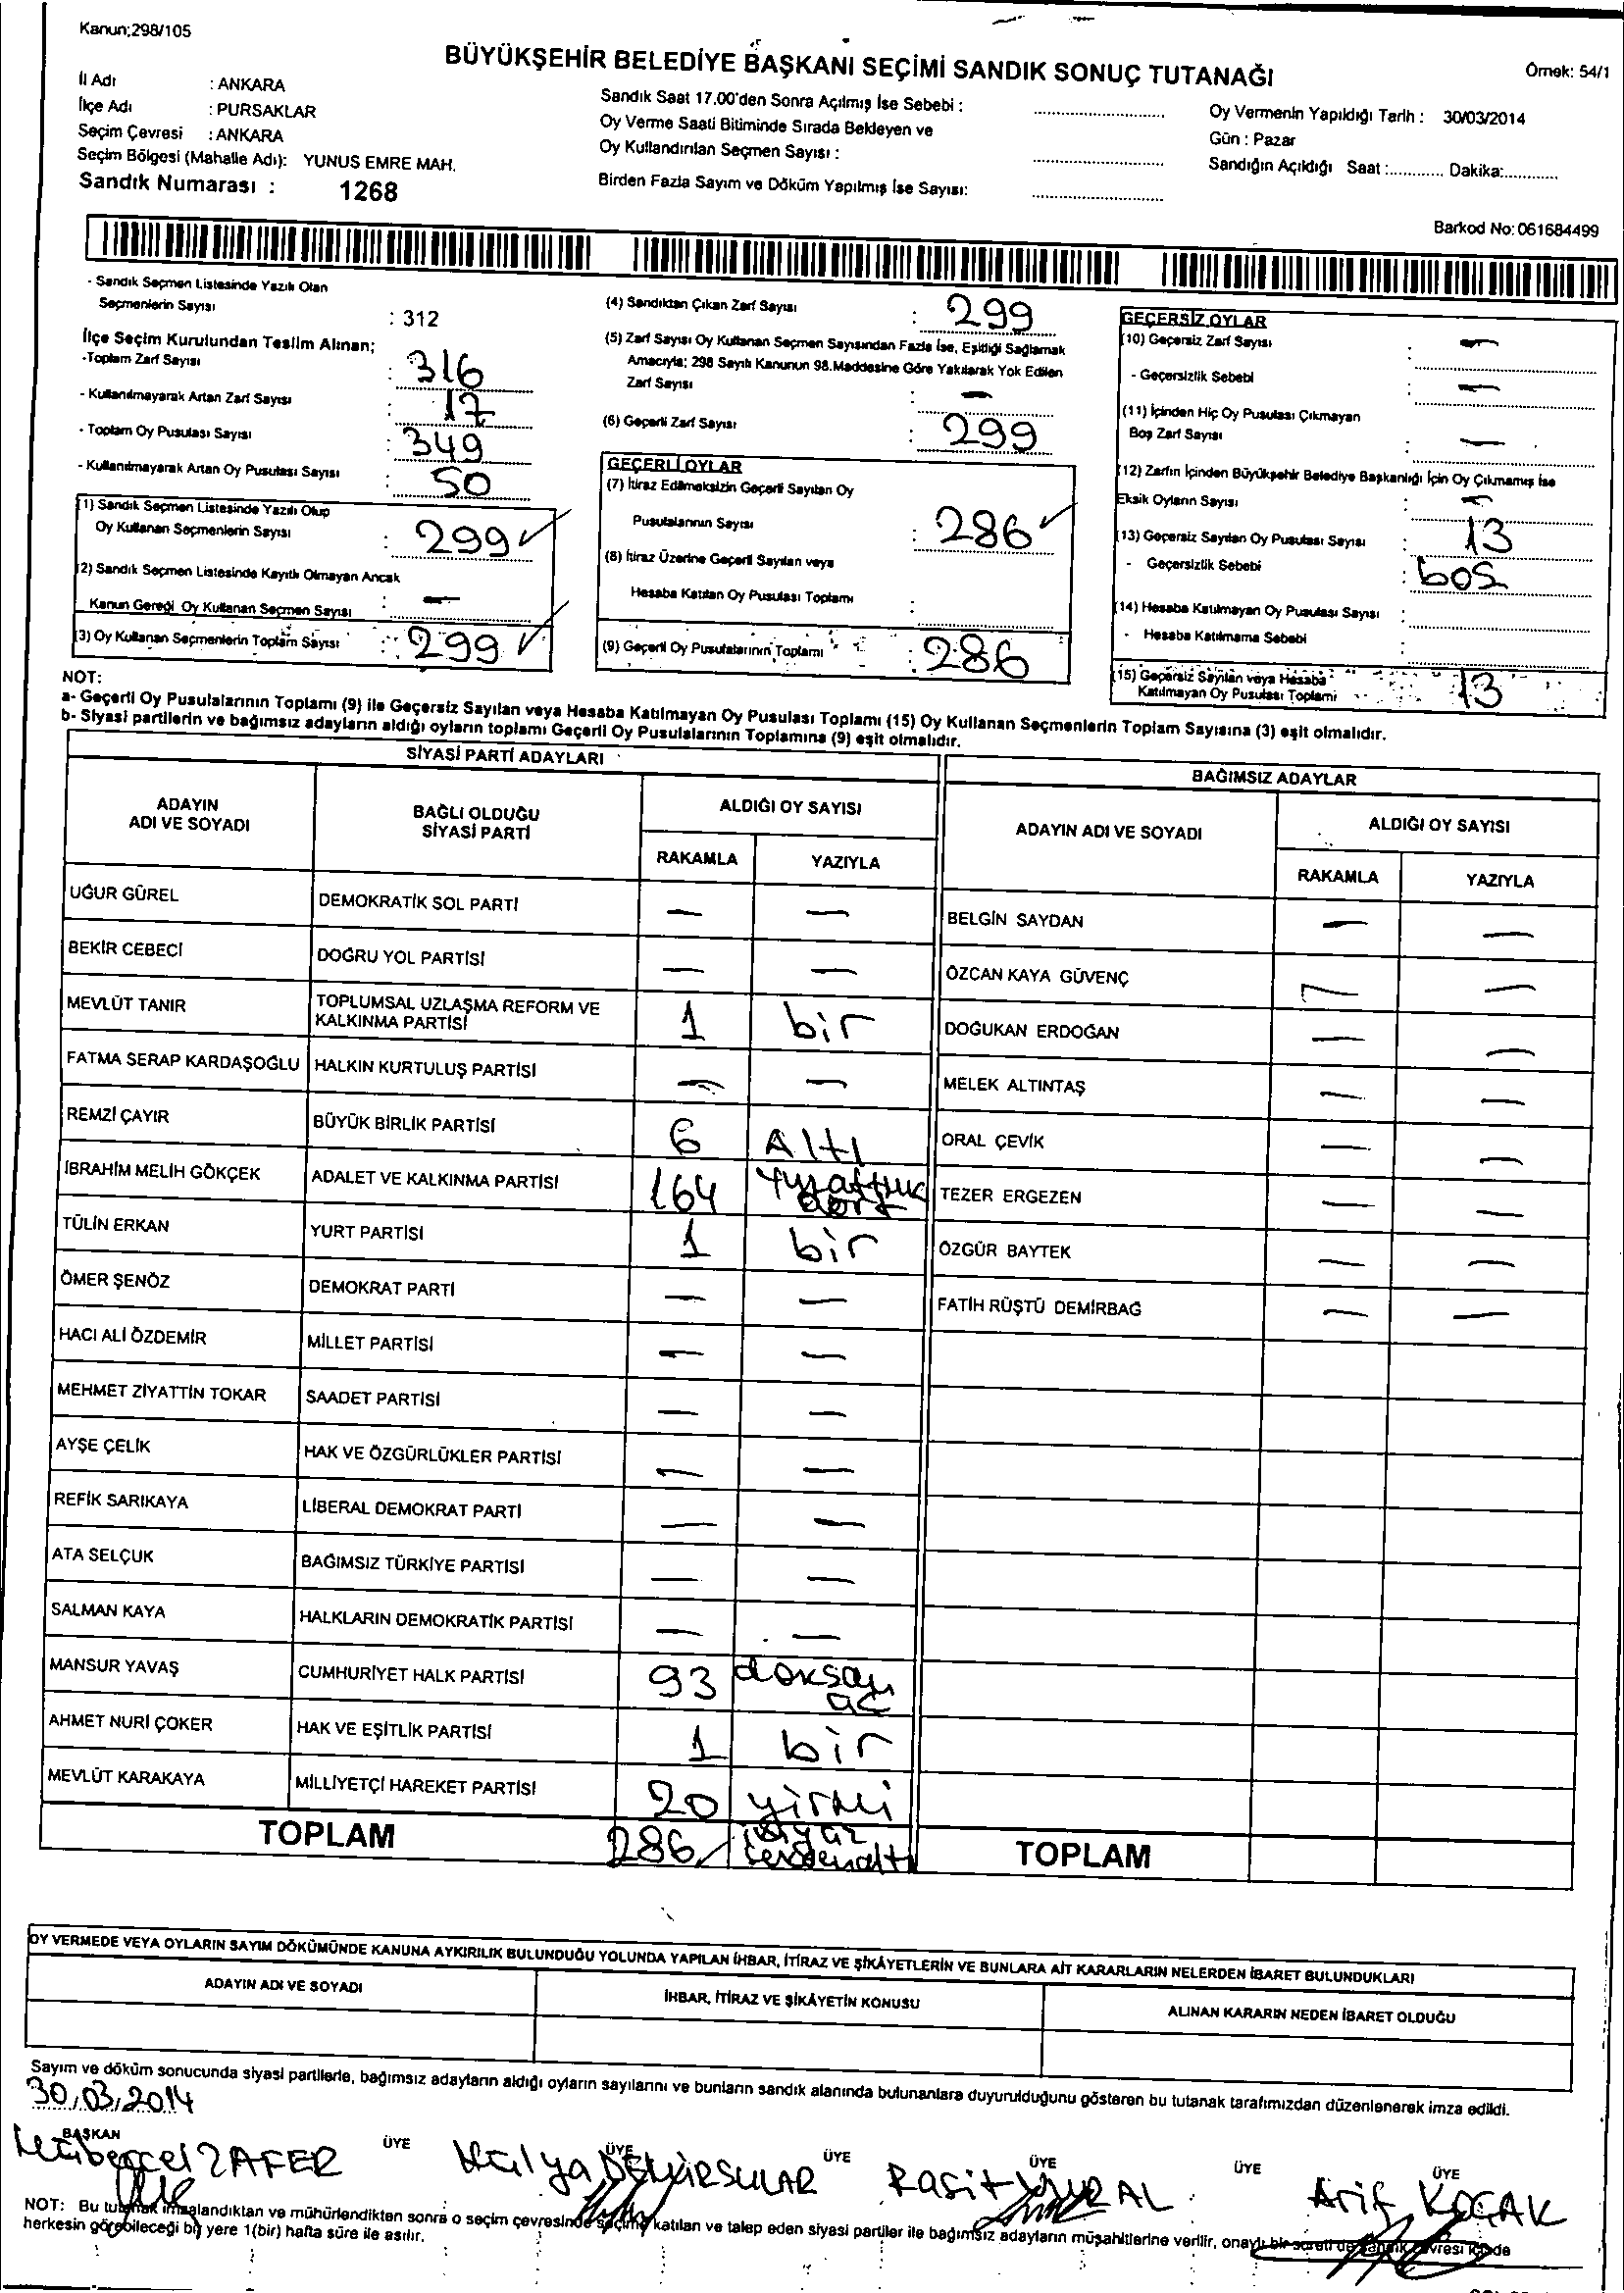 Kanun;298/105
BÜYÜKŞEHİR BELEDİYE BAŞKANI SEÇİMİ SANDIK SONUÇ TUTANAĞI
Örnek: 54/1
İl Adı : ANKARA
İlçe Adı : PURSAKLAR
Seçim Çevresi : ANKARA
Seçim Bölgesi (Mahalle Adı): YUNUS EMRE MAH.
Sandık Numarası : 1268
Sandık Saat 17.00'den Sonra Açılmış İse Sebebi :
Oy Verme Saati Bitiminde Sırada Bekleyen ve
Oy Kullandırılan Seçmen Sayısı :
Birden Fazla Sayım ve Döküm Yapılmış İse Sayısı:
Oy Vermenin Yapıldığı Tarih : 30/03/2014
Gün : Pazar
Sandığın Açıldığı Saat :............ Dakika:............
Barkod No: 061684499
- Sandık Seçmen Listesinde Yazılı Olan
Seçmenlerin Sayısı : 312
İlçe Seçim Kurulundan Teslim Alınan;
-Toplam Zarf Sayısı : 316
- Kullanılmayarak Artan Zarf Sayısı : 17
- Toplam Oy Pusulası Sayısı : 349
- Kullanılmayarak Artan Oy Pusulası Sayısı : 50
(1) Sandık Seçmen Listesinde Yazılı Olup
Oy Kullanan Seçmenlerin Sayısı : 299
(2) Sandık Seçmen Listesinde Kayıtlı Olmayan Ancak
Kanun Gereği Oy Kullanan Seçmen Sayısı : —
(3) Oy Kullanan Seçmenlerin Toplam Sayısı : 299
(4) Sandıktan Çıkan Zarf Sayısı : 299
(5) Zarf Sayısı Oy Kullanan Seçmen Sayısından Fazla İse, Eşitliği Sağlamak
Amacıyla; 298 Sayılı Kanunun 98.Maddesine Göre Yakılarak Yok Edilen
Zarf Sayısı : —
(6) Geçerli Zarf Sayısı : 299
GEÇERLİ OYLAR
(7) İtiraz Edilmeksizin Geçerli Sayılan Oy
Pusulalarının Sayısı : 286
(8) İtiraz Üzerine Geçerli Sayılan veya
Hesaba Katılan Oy Pusulası Toplamı :
(9) Geçerli Oy Pusulalarının Toplamı : 286
GEÇERSİZ OYLAR
(10) Geçersiz Zarf Sayısı : —
- Geçersizlik Sebebi : —
(11) İçinden Hiç Oy Pusulası Çıkmayan
Boş Zarf Sayısı : —
(12) Zarfın İçinden Büyükşehir Belediye Başkanlığı İçin Oy Çıkmamış İse
Eksik Oyların Sayısı : —
(13) Geçersiz Sayılan Oy Pusulası Sayısı : 13
- Geçersizlik Sebebi : boş
(14) Hesaba Katılmayan Oy Pusulası Sayısı :
- Hesaba Katılmama Sebebi :
(15) Geçersiz Sayılan veya Hesaba
Katılmayan Oy Pusulası Toplamı 13
NOT:
a- Geçerli Oy Pusulalarının Toplamı (9) ile Geçersiz Sayılan veya Hesaba Katılmayan Oy Pusulası Toplamı (15) Oy Kullanan Seçmenlerin Toplam Sayısına (3) eşit olmalıdır.
b- Siyasi partilerin ve bağımsız adayların aldığı oyların toplamı Geçerli Oy Pusulalarının Toplamına (9) eşit olmalıdır.
SİYASİ PARTİ ADAYLARI
ADAYIN ADI VE SOYADI BAĞLI OLDUĞU SİYASİ PARTİ ALDIĞI OY SAYISI
RAKAMLA YAZIYLA
UĞUR GÜREL DEMOKRATİK SOL PARTİ — —
BEKİR CEBECİ DOĞRU YOL PARTİSİ — —
MEVLÜT TANIR TOPLUMSAL UZLAŞMA REFORM VE KALKINMA PARTİSİ 1 bir
FATMA SERAP KARDAŞOĞLU HALKIN KURTULUŞ PARTİSİ — —
REMZİ ÇAYIR BÜYÜK BİRLİK PARTİSİ 6 Altı
İBRAHİM MELİH GÖKÇEK ADALET VE KALKINMA PARTİSİ 164
TÜLİN ERKAN YURT PARTİSİ 1 bir
ÖMER ŞENÖZ DEMOKRAT PARTİ — —
HACI ALİ ÖZDEMİR MİLLET PARTİSİ — —
MEHMET ZİYATTİN TOKAR SAADET PARTİSİ — —
AYŞE ÇELİK HAK VE ÖZGÜRLÜKLER PARTİSİ — —
REFİK SARIKAYA LİBERAL DEMOKRAT PARTİ — —
ATA SELÇUK BAĞIMSIZ TÜRKİYE PARTİSİ — —
SALMAN KAYA HALKLARIN DEMOKRATİK PARTİSİ — —
MANSUR YAVAŞ CUMHURİYET HALK PARTİSİ 93 doksan üç
AHMET NURİ ÇOKER HAK VE EŞİTLİK PARTİSİ 1 bir
MEVLÜT KARAKAYA MİLLİYETÇİ HAREKET PARTİSİ 20 yirmi
TOPLAM 286
BAĞIMSIZ ADAYLAR
ADAYIN ADI VE SOYADI ALDIĞI OY SAYISI
RAKAMLA YAZIYLA
BELGİN SAYDAN — —
ÖZCAN KAYA GÜVENÇ — —
DOĞUKAN ERDOĞAN — —
MELEK ALTINTAŞ — —
ORAL ÇEVİK — —
TEZER ERGEZEN — —
ÖZGÜR BAYTEK — —
FATİH RÜŞTÜ DEMİRBAĞ — —
TOPLAM
OY VERMEDE VEYA OYLARIN SAYIM DÖKÜMÜNDE KANUNA AYKIRILIK BULUNDUĞU YOLUNDA YAPILAN İHBAR, İTİRAZ VE ŞİKÂYETLERİN VE BUNLARA AİT KARARLARIN NELERDEN İBARET BULUNDUKLARI
ADAYIN ADI VE SOYADI İHBAR, İTİRAZ VE ŞİKÂYETİN KONUSU ALINAN KARARIN NEDEN İBARET OLDUĞU
Sayım ve döküm sonucunda siyasi partilerle, bağımsız adayların aldığı oyların sayılarını ve bunların sandık alanında bulunanlara duyurulduğunu gösteren bu tutanak tarafımızdan düzenlenerek imza edildi.
30/03/2014
BAŞKAN ÜYE ÜYE ÜYE ÜYE ÜYE ÜYE
ZAFER Hülya Raşit VURAL Arif KOÇAK
NOT: Bu tutanak imzalandıktan ve mühürlendikten sonra o seçim çevresinde seçime katılan ve talep eden siyasi partiler ile bağımsız adayların müşahitlerine verilir, onaylı bir sureti de sandık çevresi içinde
herkesin görebileceği bir yere 1(bir) hafta süre ile asılır.